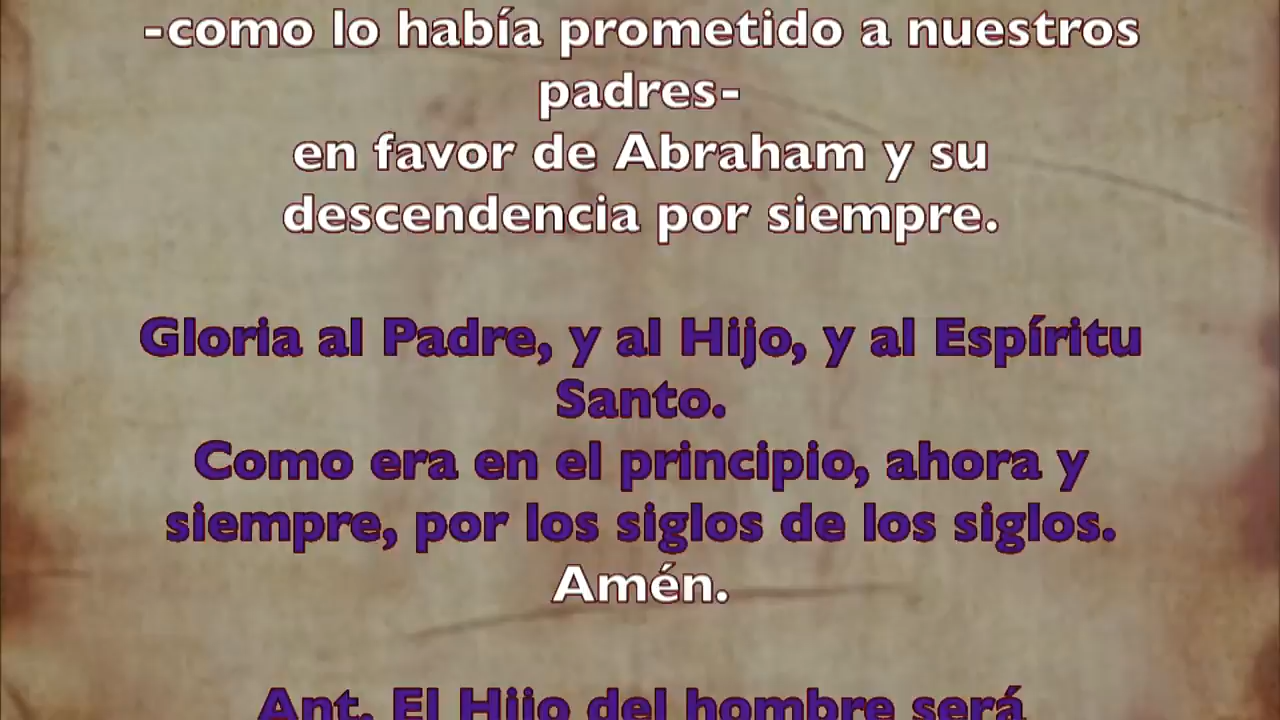 -como lo había prometido a nuestros
padres-
en favor de Abraham y su
descendencia por siempre.
Gloria al Padre, y al Hijo, y al Espíritu
Santo.
Como era en el principio, ahora y
siempre, por los siglos de los siglos.
Amén.
Ant. El Hijo del hombre será